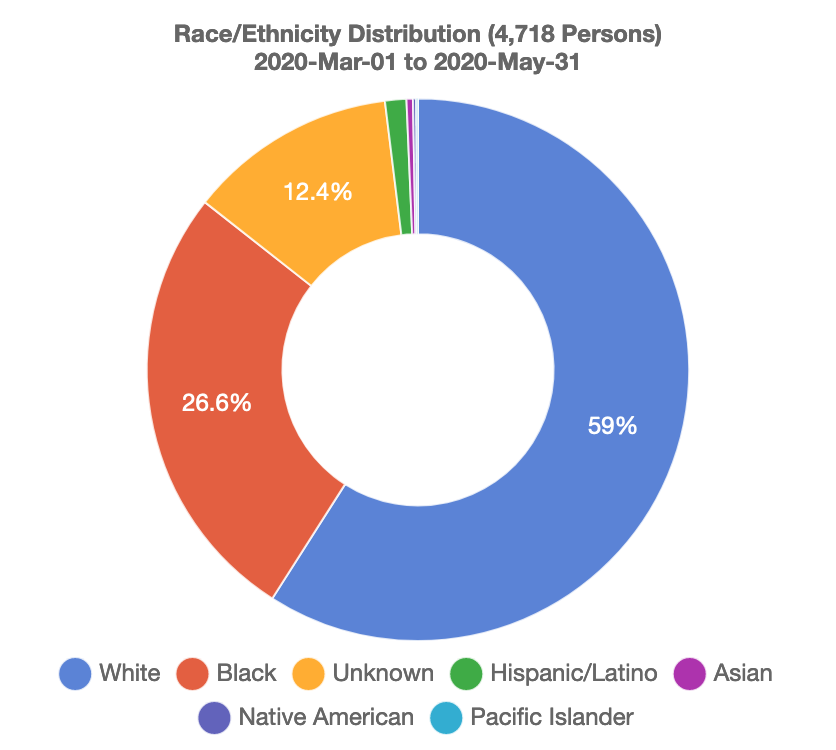 Race/Ethnicity Distribution (4,718 Persons)
2020-Mar-01 to 2020-May-31
12.4%
26.6%
59%
White Black Unknown Hispanic/Latino Asian
Native American Pacific Islander